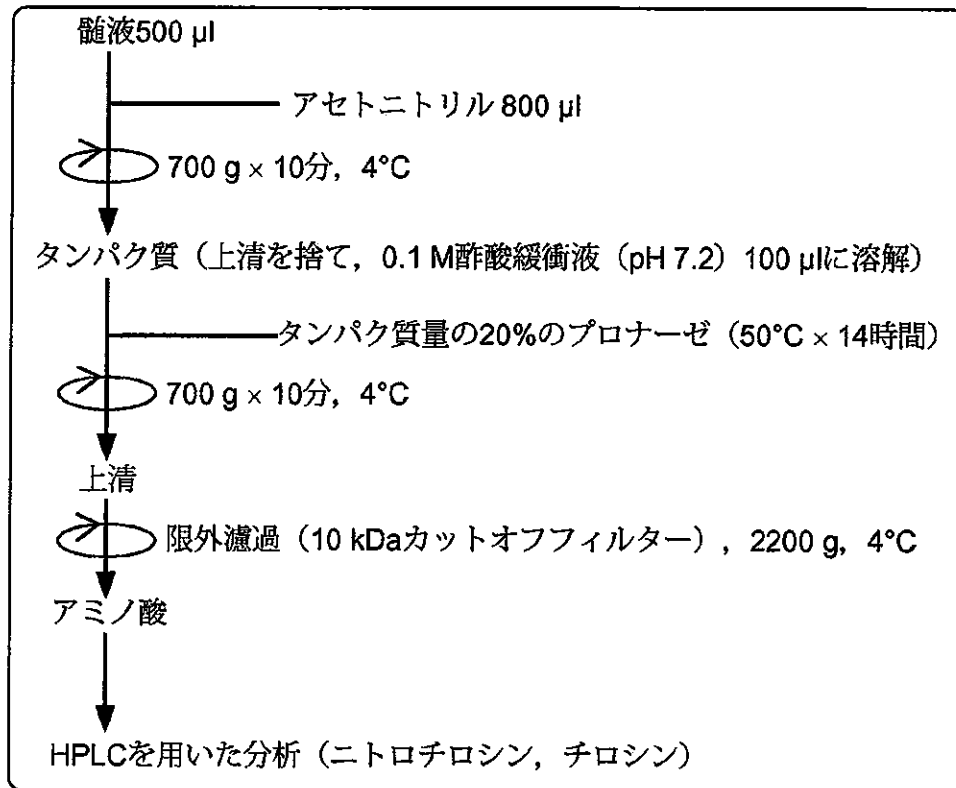 髄液500 µl
アセトニトリル 800 µl
700 g × 10分，4°C
タンパク質（上清を捨て，0.1 M酢酸緩衝液（pH 7.2）100 µlに溶解）
タンパク質量の20%のプロナーゼ（50°C × 14時間）
700 g × 10分，4°C
上清
限外濾過（10 kDaカットオフフィルター），2200 g，4°C
アミノ酸
HPLCを用いた分析（ニトロチロシン，チロシン）